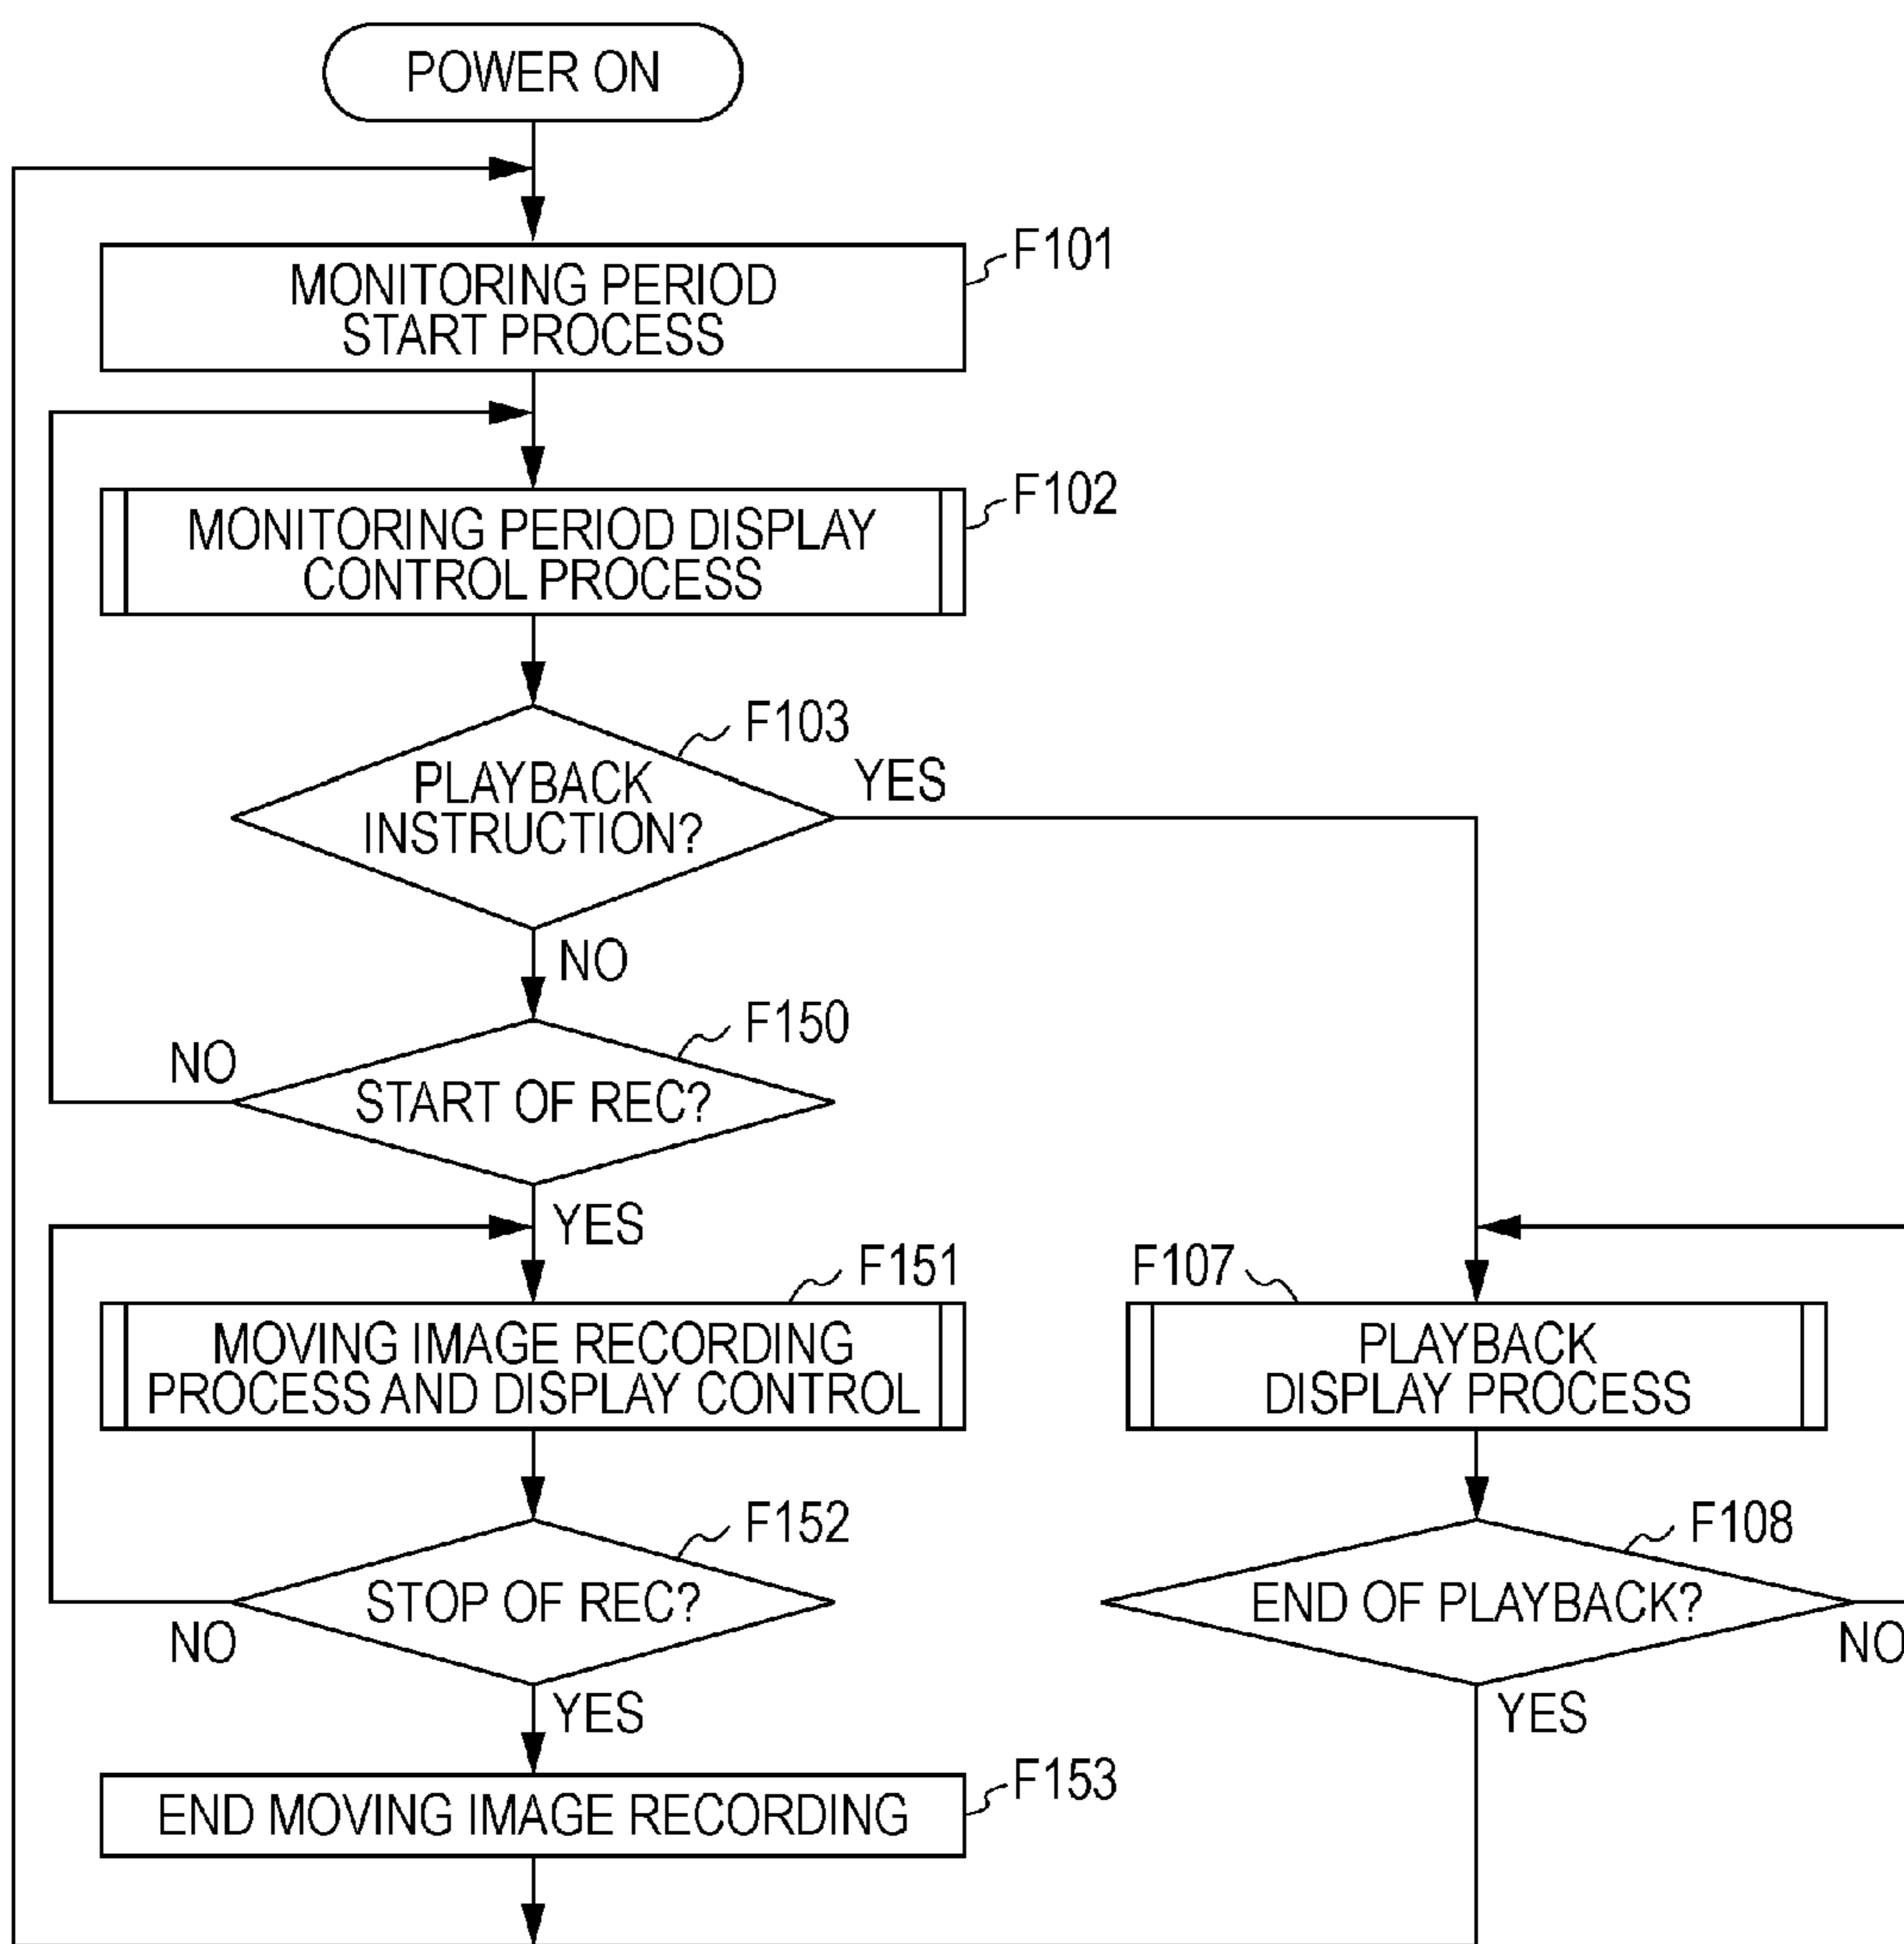 POWER ON
F101
MONITORING PERIOD
START PROCESS
F102
MONITORING PERIOD DISPLAY
CONTROL PROCESS
F103
PLAYBACK
INSTRUCTION?
YES
NO
F150
NO
START OF REC?
YES
F151
MOVING IMAGE RECORDING
PROCESS AND DISPLAY CONTROL
F107
PLAYBACK
DISPLAY PROCESS
F152
STOP OF REC?
NO
YES
F108
END OF PLAYBACK?
NO
YES
F153
END MOVING IMAGE RECORDING